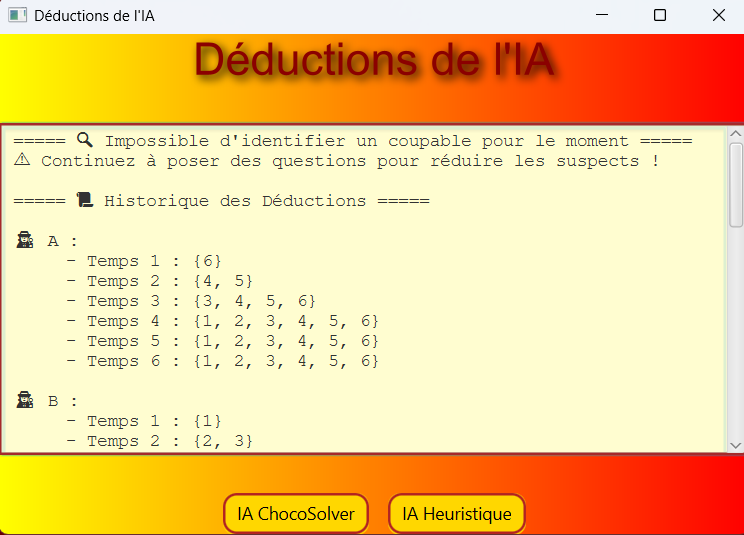 Déductions de l'IA
Déductions de l'IA
===== 🔍 Impossible d'identifier un coupable pour le moment =====
⚠ Continuez à poser des questions pour réduire les suspects !
===== 📜 Historique des Déductions =====
🕵 A :
- Temps 1 : {6}
- Temps 2 : {4, 5}
- Temps 3 : {3, 4, 5, 6}
- Temps 4 : {1, 2, 3, 4, 5, 6}
- Temps 5 : {1, 2, 3, 4, 5, 6}
- Temps 6 : {1, 2, 3, 4, 5, 6}
🕵 B :
- Temps 1 : {1}
- Temps 2 : {2, 3}
IA ChocoSolver
IA Heuristique